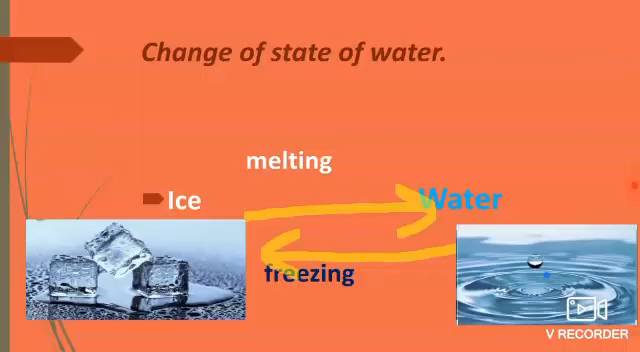 Change of state of water.
melting
Ice
Water
freezing
V RECORDER